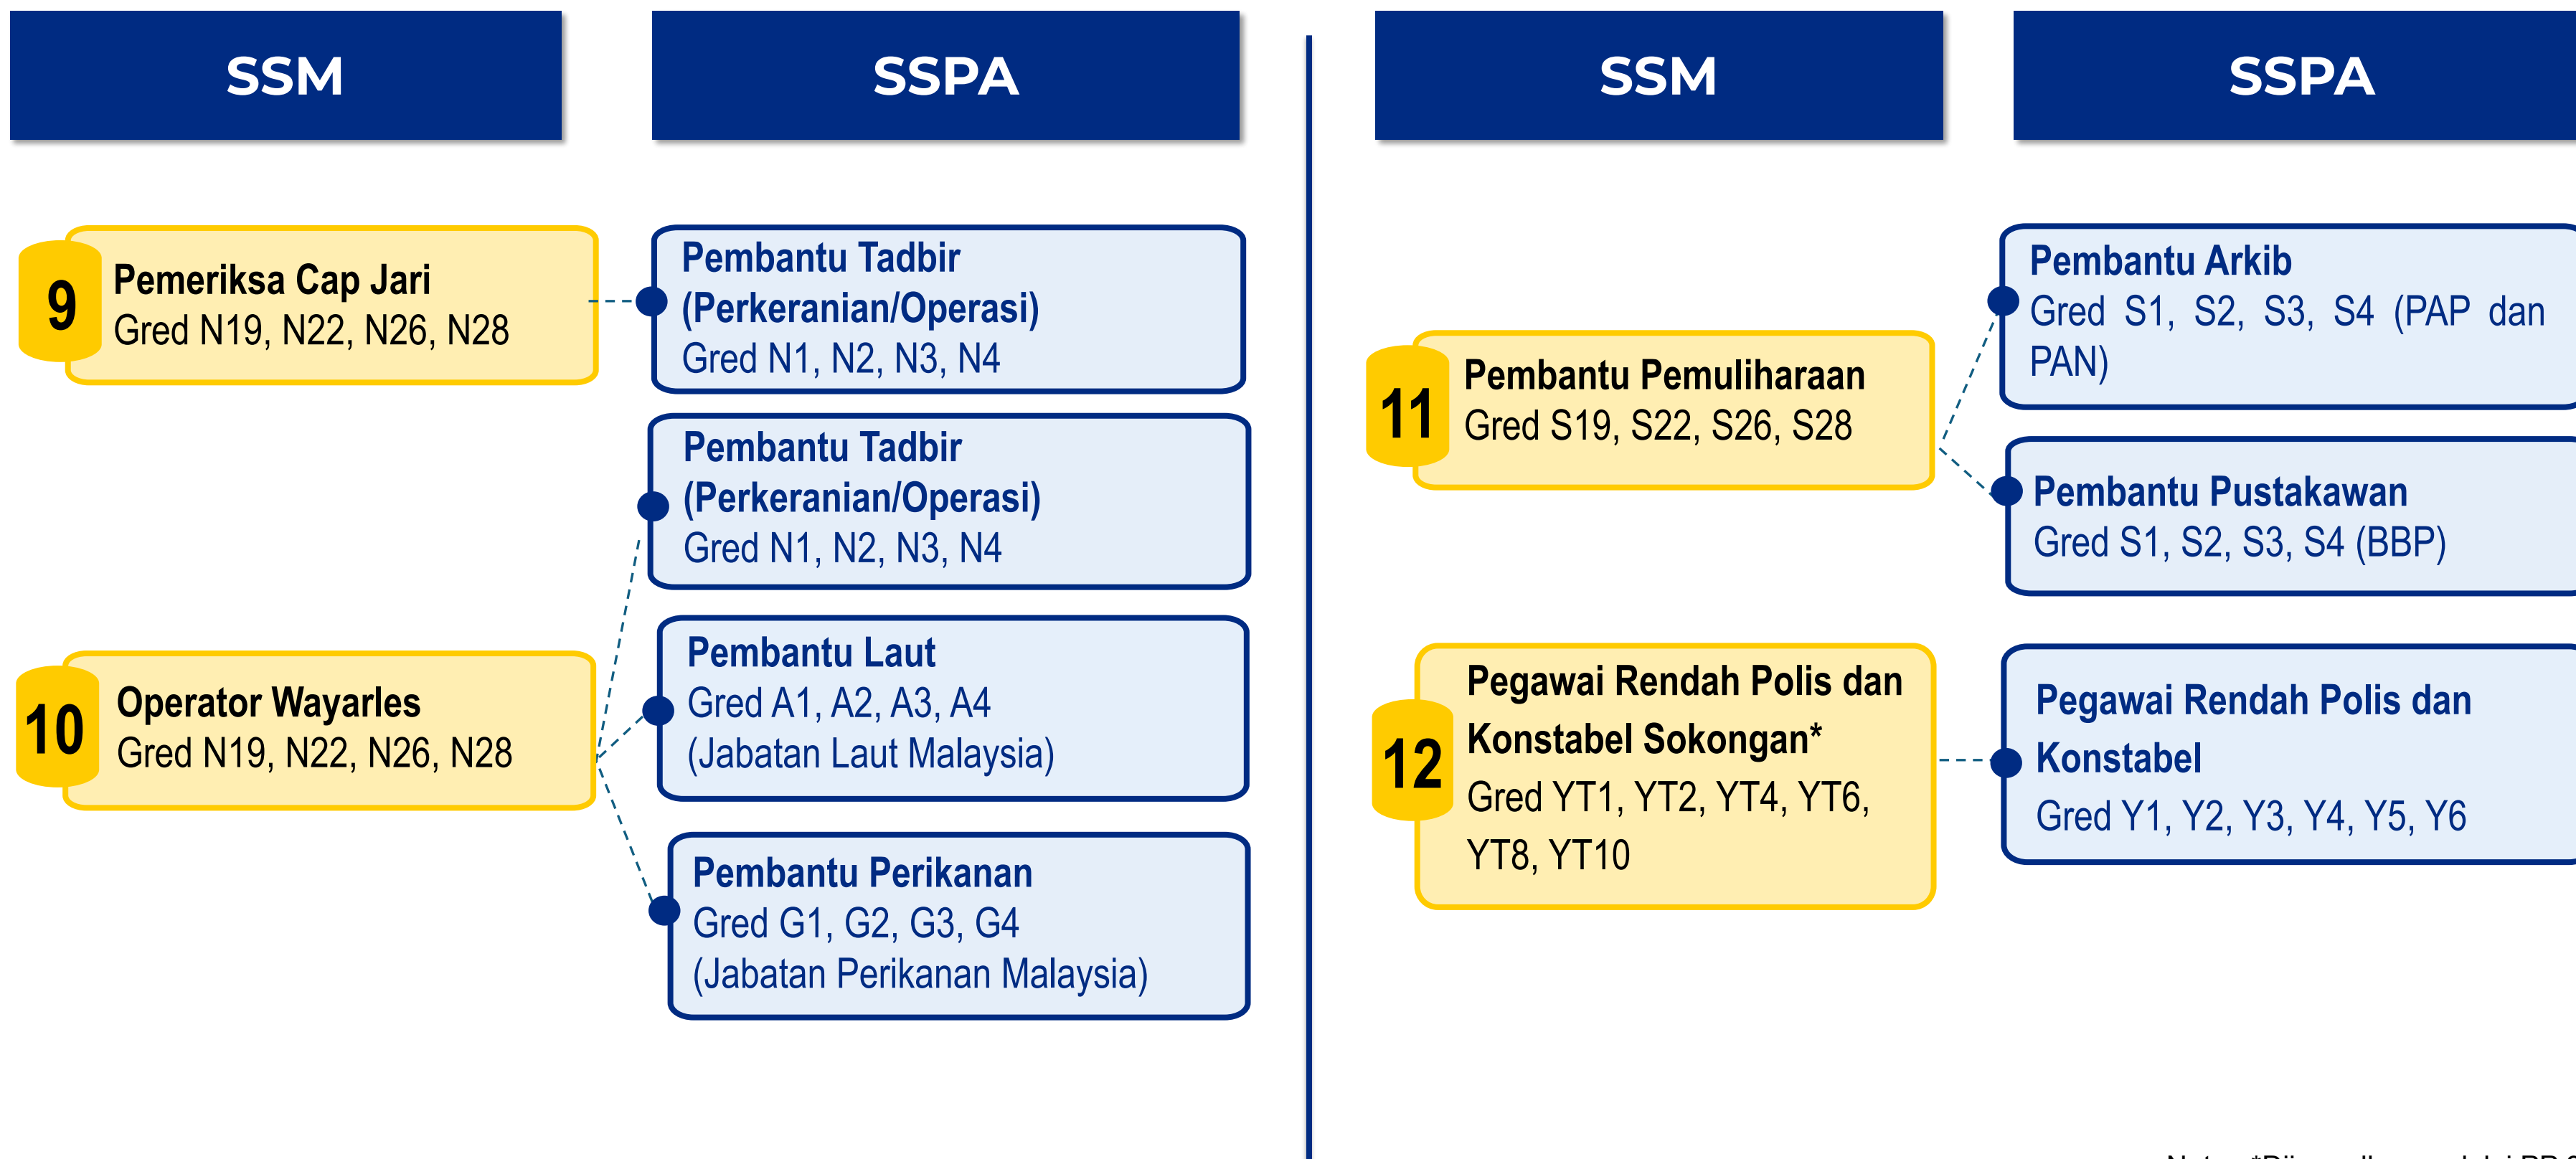 SSM
SSPA
9
Pemeriksa Cap Jari
Gred N19, N22, N26, N28
Pembantu Tadbir
(Perkeranian/Operasi)
Gred N1, N2, N3, N4
10
Operator Wayarles
Gred N19, N22, N26, N28
Pembantu Tadbir
(Perkeranian/Operasi)
Gred N1, N2, N3, N4
Pembantu Laut
Gred A1, A2, A3, A4
(Jabatan Laut Malaysia)
Pembantu Perikanan
Gred G1, G2, G3, G4
(Jabatan Perikanan Malaysia)
SSM
SSPA
11
Pembantu Pemuliharaan
Gred S19, S22, S26, S28
Pembantu Arkib
Gred S1, S2, S3, S4 (PAP dan
PAN)
Pembantu Pustakawan
Gred S1, S2, S3, S4 (BBP)
12
Pegawai Rendah Polis dan
Konstabel Sokongan*
Gred YT1, YT2, YT4, YT6,
YT8, YT10
Pegawai Rendah Polis dan
Konstabel
Gred Y1, Y2, Y3, Y4, Y5, Y6